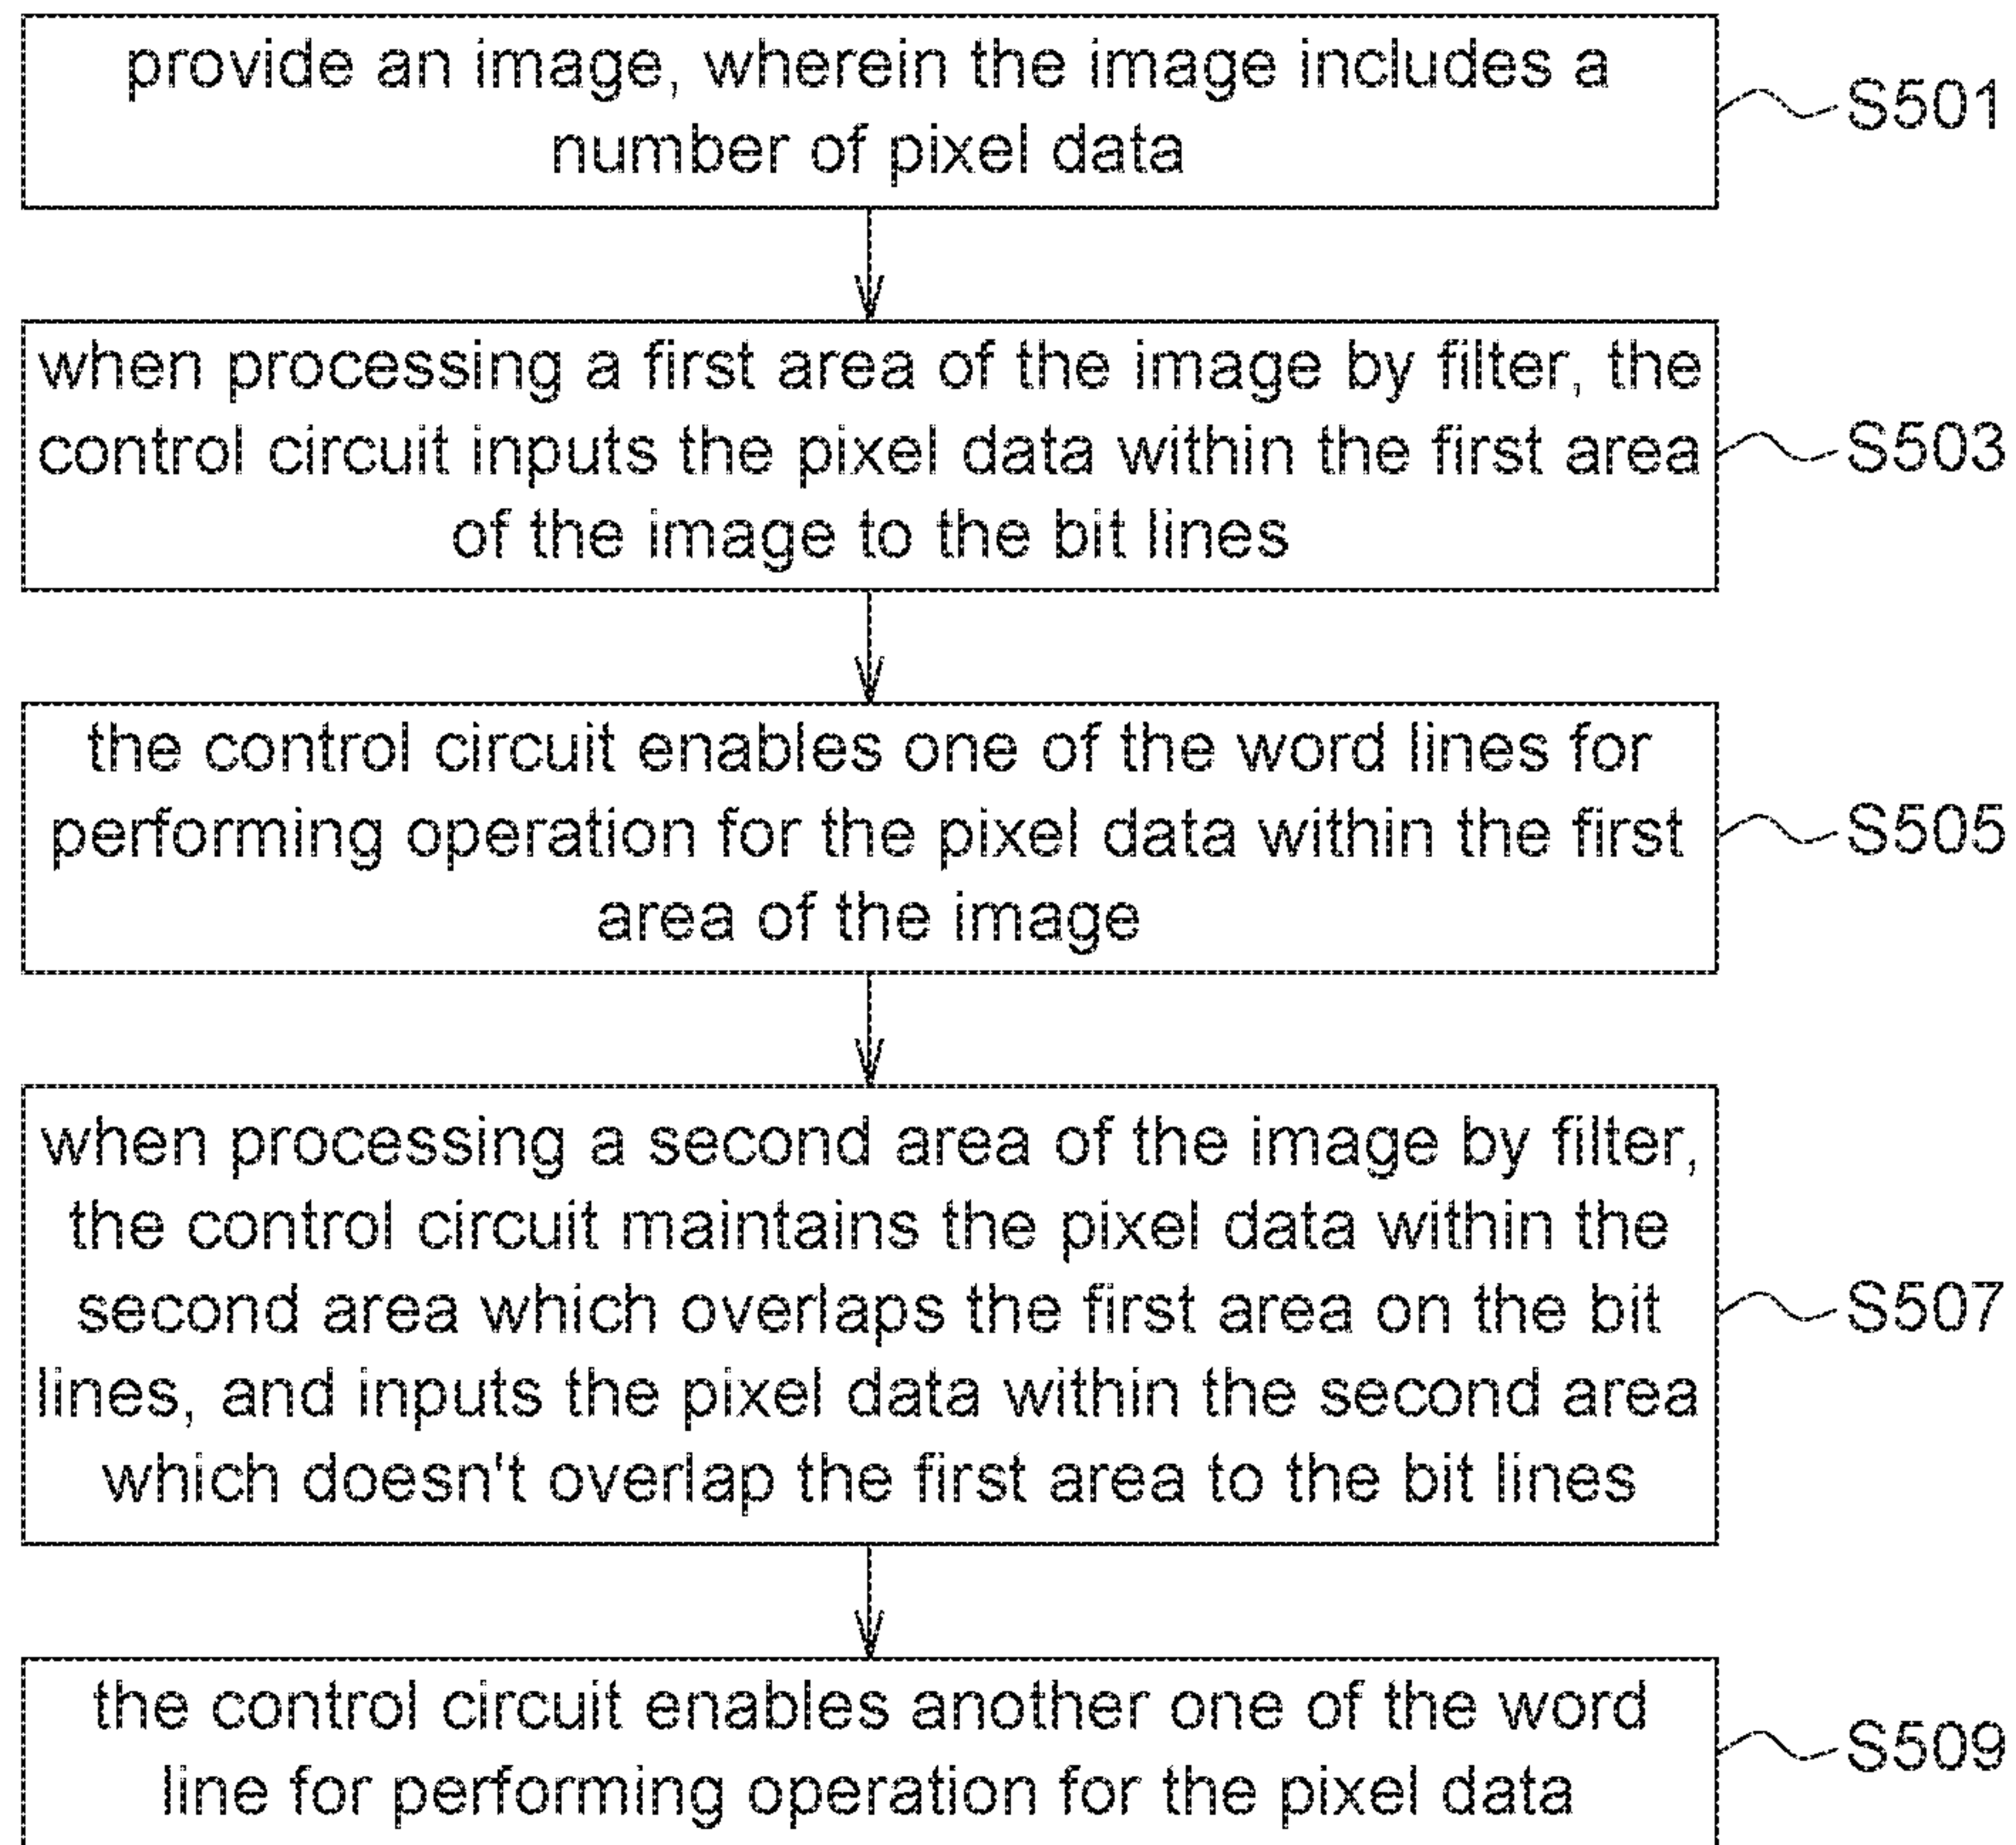 provide an image, wherein the image includes a
number of pixel data
S501
when processing a first area of the image by filter, the
control circuit inputs the pixel data within the first area
of the image to the bit lines
S503
the control circuit enables one of the word lines for
performing operation for the pixel data within the first
area of the image
S505
when processing a second area of the image by filter,
the control circuit maintains the pixel data within the
second area which overlaps the first area on the bit
lines, and inputs the pixel data within the second area
which doesn't overlap the first area to the bit lines
S507
the control circuit enables another one of the word
line for performing operation for the pixel data
S509